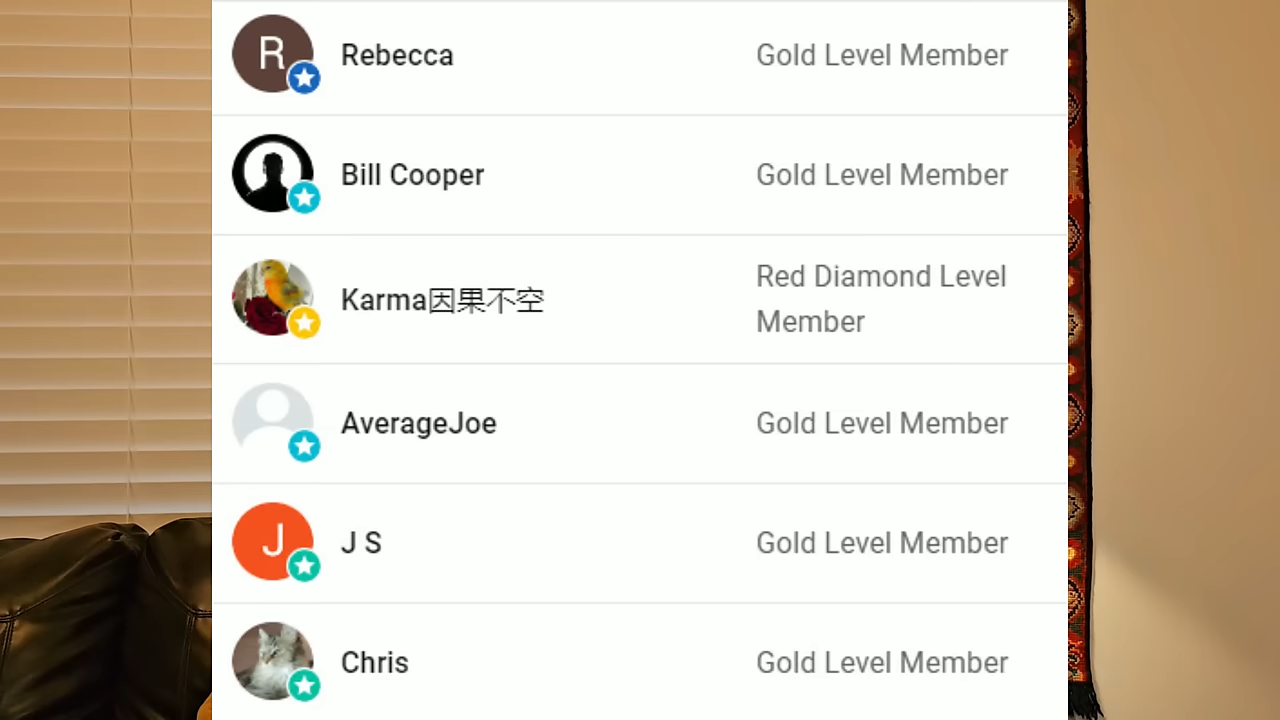 R
Rebecca
Gold Level Member
Bill Cooper
Gold Level Member
Karma因果不空
Red Diamond Level
Member
AverageJoe
Gold Level Member
J
J S
Gold Level Member
Chris
Gold Level Member